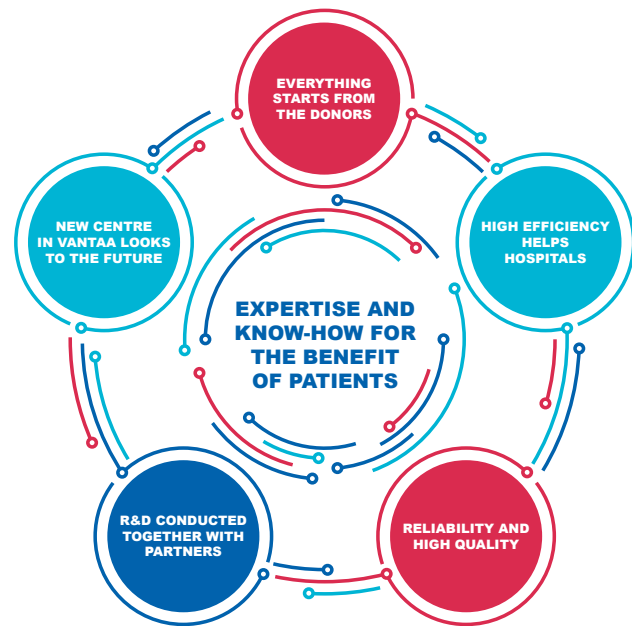 EVERYTHING
STARTS FROM
THE DONORS
NEW CENTRE
IN VANTAA LOOKS
TO THE FUTURE
HIGH EFFICIENCY
HELPS
HOSPITALS
EXPERTISE AND
KNOW-HOW FOR
THE BENEFIT
OF PATIENTS
R&D CONDUCTED
TOGETHER WITH
PARTNERS
RELIABILITY AND
HIGH QUALITY